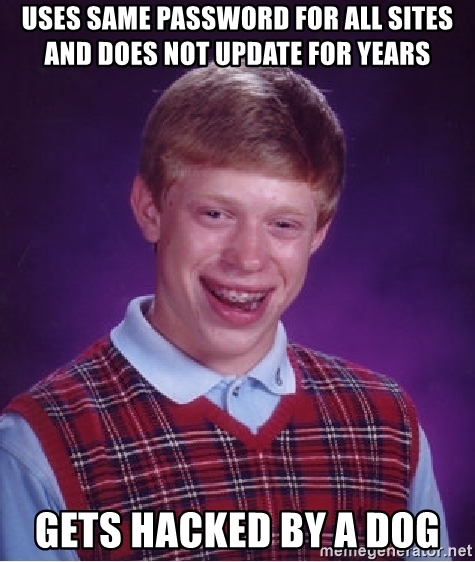 USES SAME PASSWORD FOR ALL SITES
AND DOES NOT UPDATE FOR YEARS
GETS HACKED BY A DOG
memegenerator.net